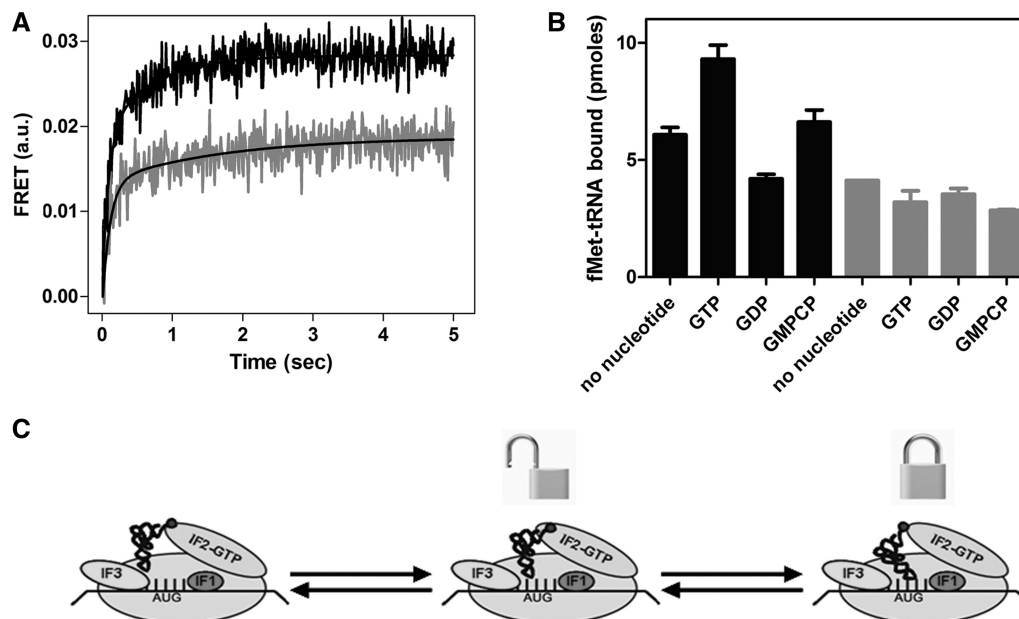 A
FRET (a.u.)
0.03
0.02
0.01
0.00
0 1 2 3 4 5
Time (sec)
B
fMet-tRNA bound (pmoles)
10
5
0
no nucleotide
GTP
GDP
GMPCP
no nucleotide
GTP
GDP
GMPCP
C
IF3
IF2-GTP
IF1
AUG
IF3
IF2-GTP
IF1
AUG
IF3
IF2-GTP
IF1
AUG